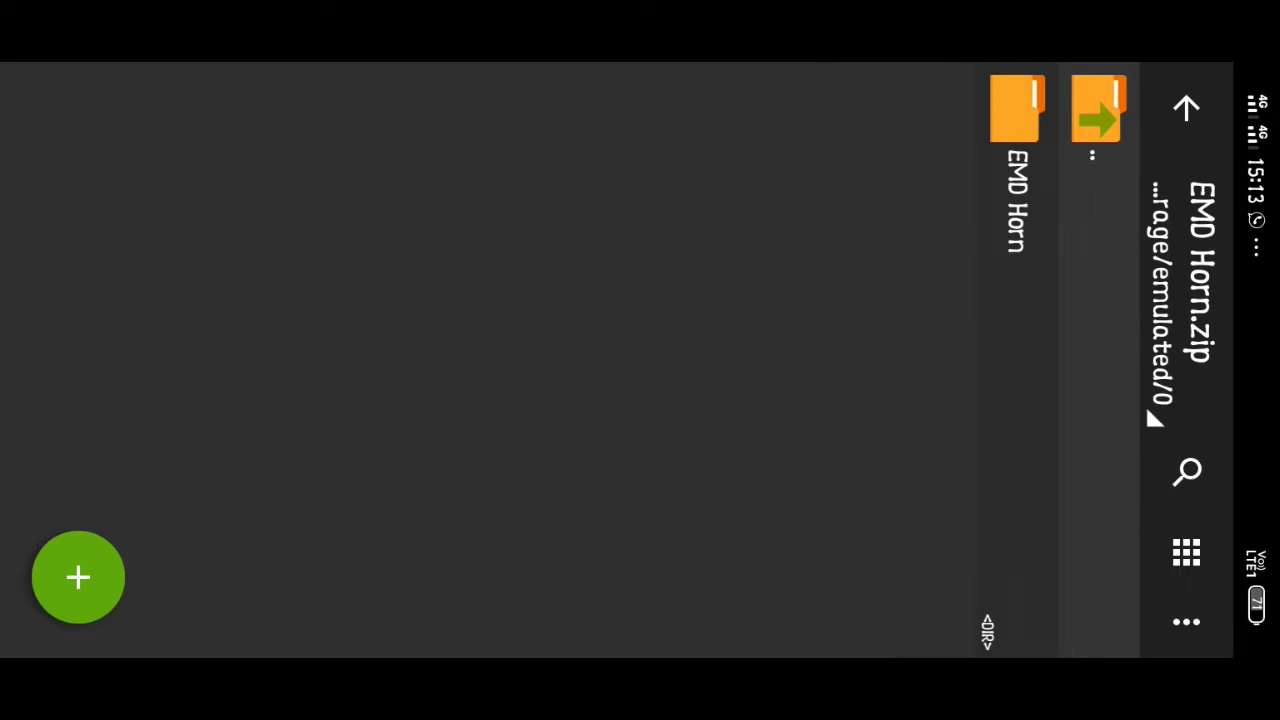 4G 4G 15:13 ...
Vo)) LTE1 71
EMD Horn.zip
...rage/emulated/0
..
EMD Horn
<DIR>
+